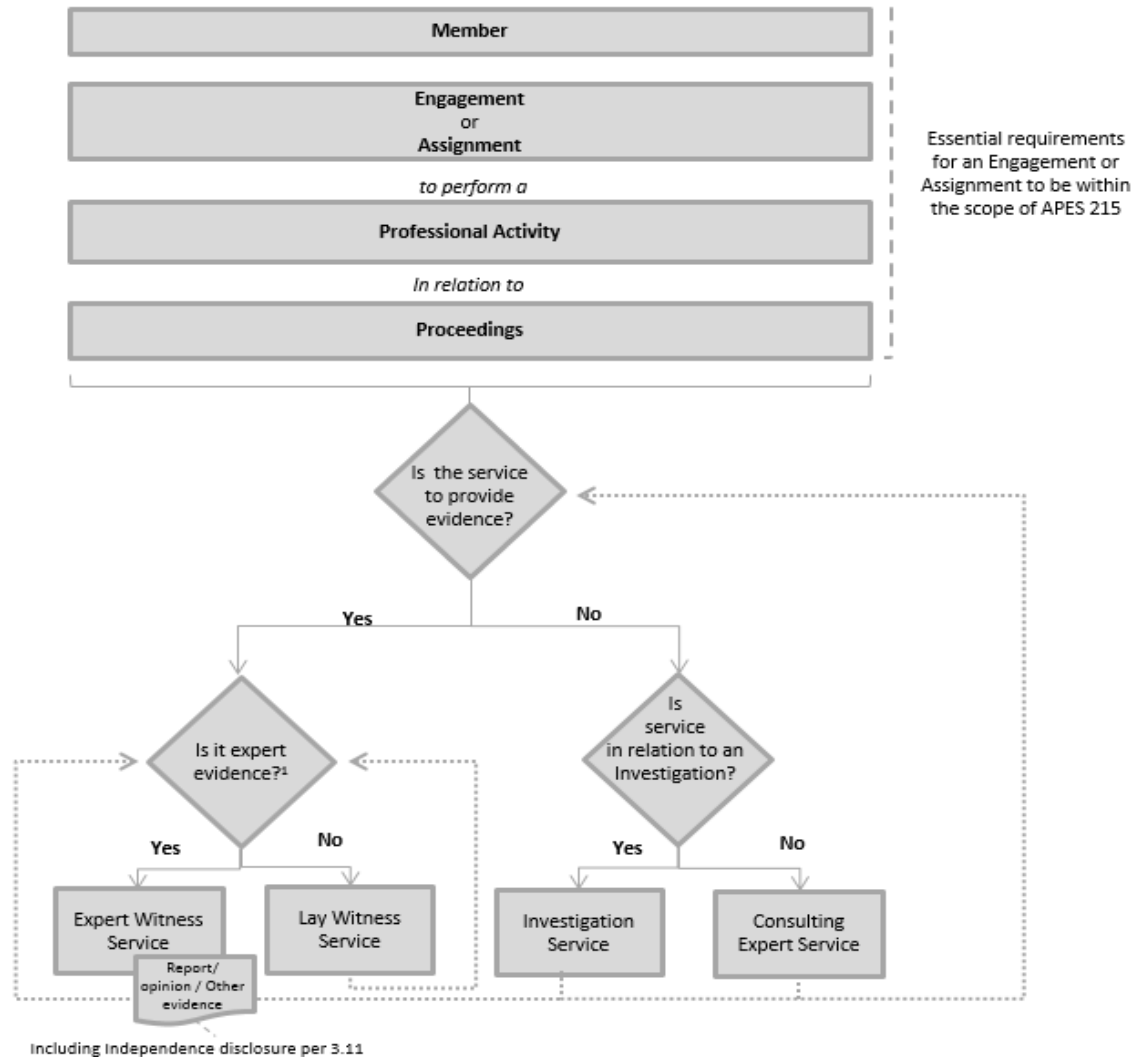 Member
Engagement
or
Assignment
to perform a
Professional Activity
In relation to
Proceedings
Essential requirements
for an Engagement or
Assignment to be within
the scope of APES 215
Is the service
to provide
evidence?
Yes
No
Is it expert
evidence?¹
Is
service
in relation to an
Investigation?
Yes
No
Yes
No
Expert Witness
Service
Lay Witness
Service
Investigation
Service
Consulting
Expert Service
Report/
opinion / Other
evidence
Including Independence disclosure per 3.11